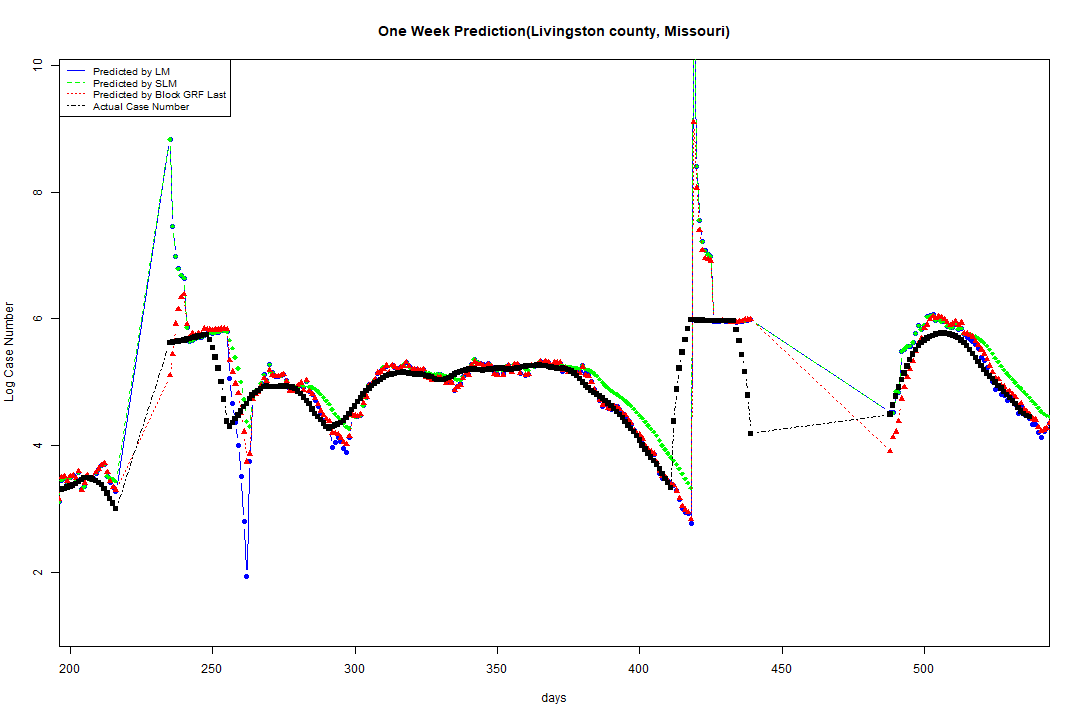 One Week Prediction(Livingston county, Missouri)
Predicted by LM
Predicted by SLM
Predicted by Block GRF Last
Actual Case Number
10
8
6
4
2
Log Case Number
200 250 300 350 400 450 500
days